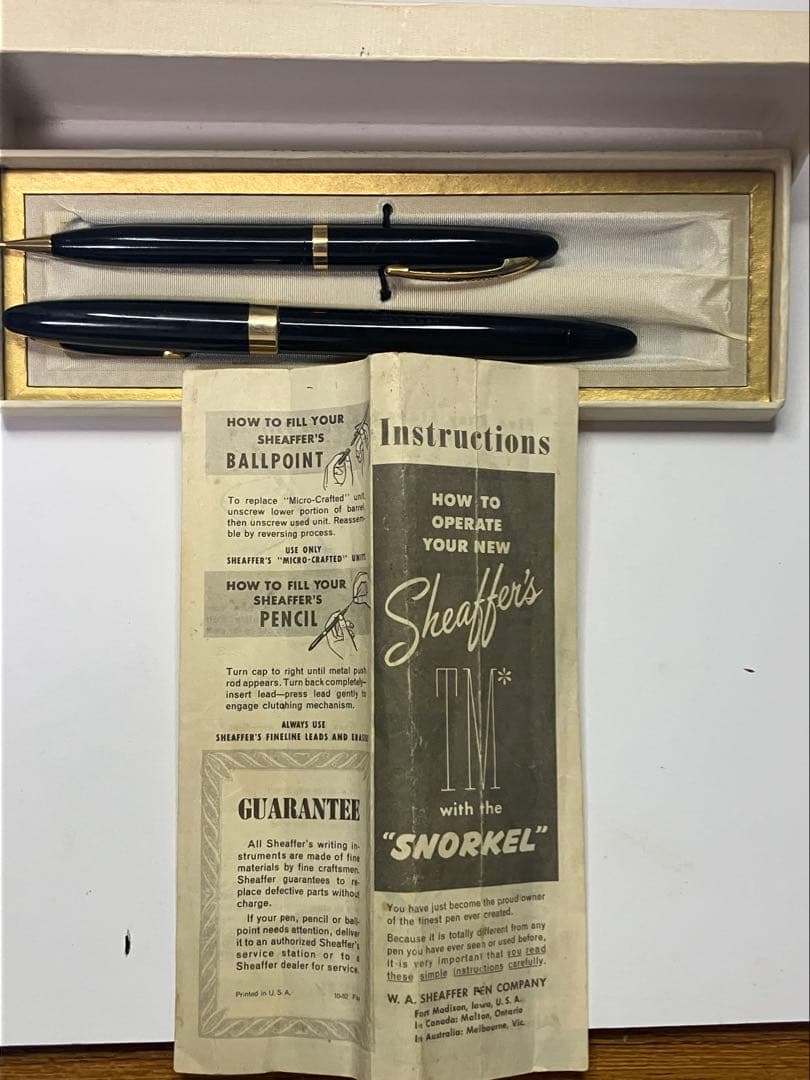 HOW TO FILL YOUR
SHEAFFER'S
BALLPOINT
To replace "Micro-Crafted" unit,
unscrew lower portion of barrel,
then unscrew used unit. Reassem-
ble by reversing process.
USE ONLY
SHEAFFER'S "MICRO-CRAFTED" UNITS
HOW TO FILL YOUR
SHEAFFER'S
PENCIL
Turn cap to right until metal push
rod appears. Turn back completely—
insert lead—press lead gently to
engage clutching mechanism.
ALWAYS USE
SHEAFFER'S FINELINE LEADS AND
GUARANTEE
All Sheaffer's writing in-
struments are made of fine
materials by fine craftsmen.
Sheaffer guarantees to re-
place defective parts without
charge.
If your pen, pencil or ball-
point needs attention, deliver
it to an authorized Sheaffer's
service station or to a
Sheaffer dealer for service.
Printed in U. S. A.
10-52
Instructions
HOW TO
OPERATE
YOUR NEW
Sheaffer's
TM*
with the
"SNORKEL"
You have just become the proud owner
of the finest pen ever created.
Because it is totally different from any
pen you have ever seen or used before,
it is very important that you read
these simple instructions carefully.
W. A. SHEAFFER PEN COMPANY
Fort Madison, Iowa, U. S. A.
In Canada: Malton, Ontario
In Australia: Melbourne, Vic.